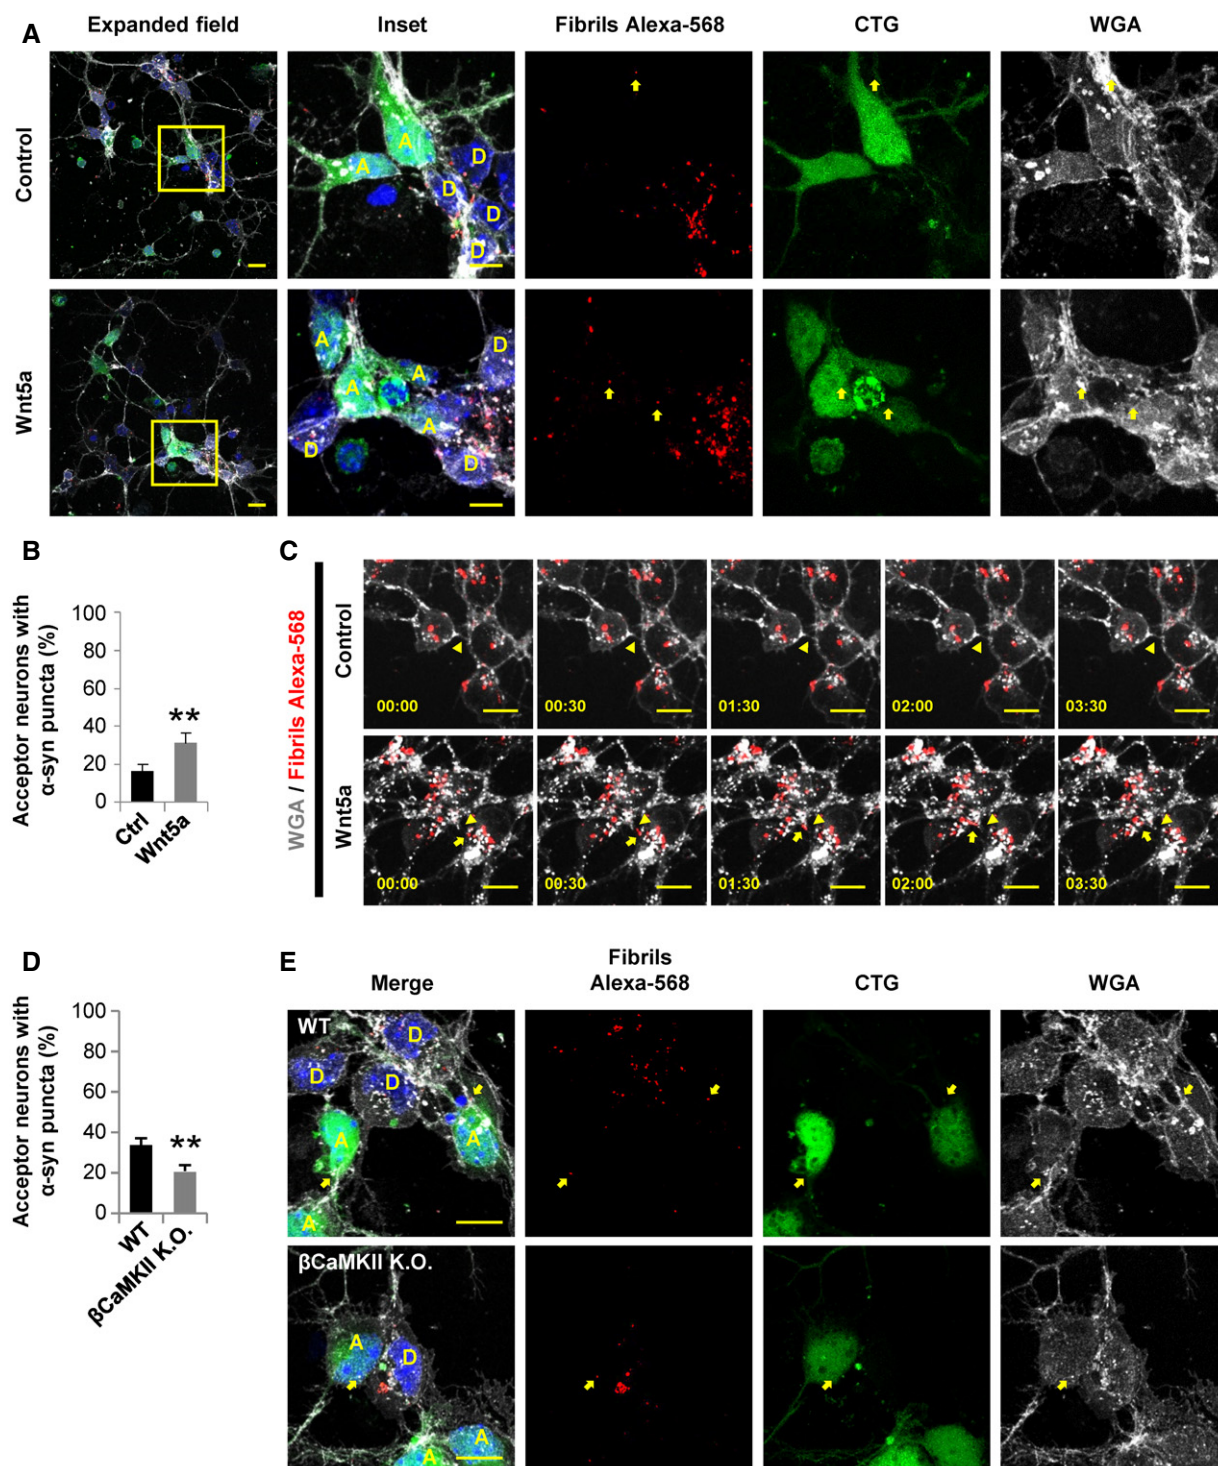 A
Expanded field
Inset
Fibrils Alexa-568
CTG
WGA
Control
A
A
D
D
D
D
Wnt5a
A
A
A
A
D
D
D
B
Acceptor neurons with
α-syn puncta (%)
100
80
60
40
20
0
**
Ctrl
Wnt5a
C
WGA / Fibrils Alexa-568
Control
00:00
00:30
01:30
02:00
03:30
Wnt5a
00:00
00:30
01:30
02:00
03:30
D
Acceptor neurons with
α-syn puncta (%)
100
80
60
40
20
0
**
WT
βCaMKII K.O.
E
Merge
Fibrils
Alexa-568
CTG
WGA
WT
D
D
D
A
A
A
βCaMKII K.O.
A
D
A
A